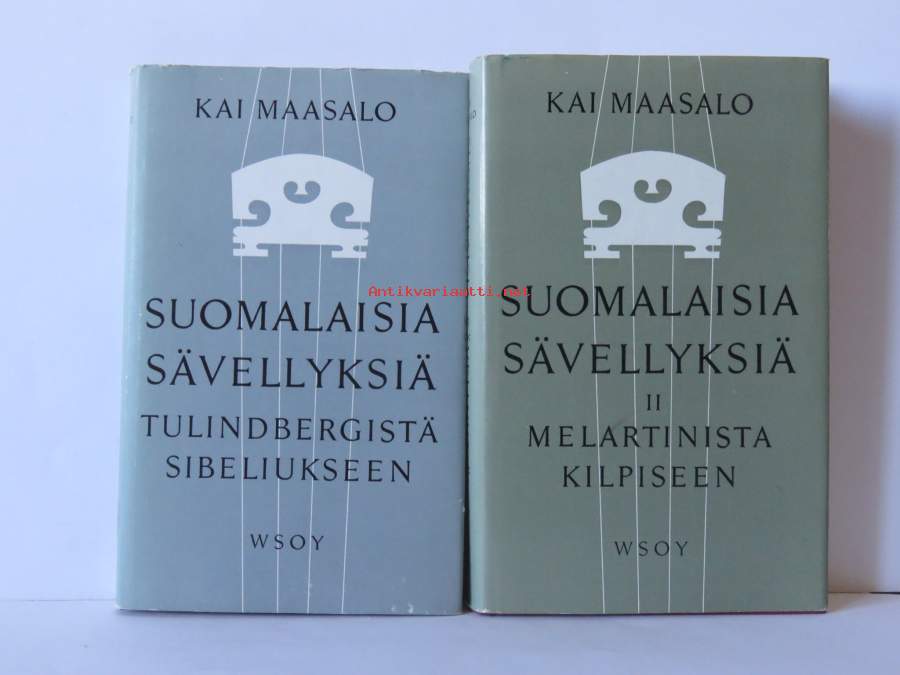 KAI MAASALO
SUOMALAISIA
SÄVELLYKSIÄ
TULINDBERGISTÄ
SIBELIUKSEEN
WSOY
KAI MAASALO
SUOMALAISIA
SÄVELLYKSIÄ
II
MELARTINISTA
KILPISEEN
WSOY
Antikvariaatti.net